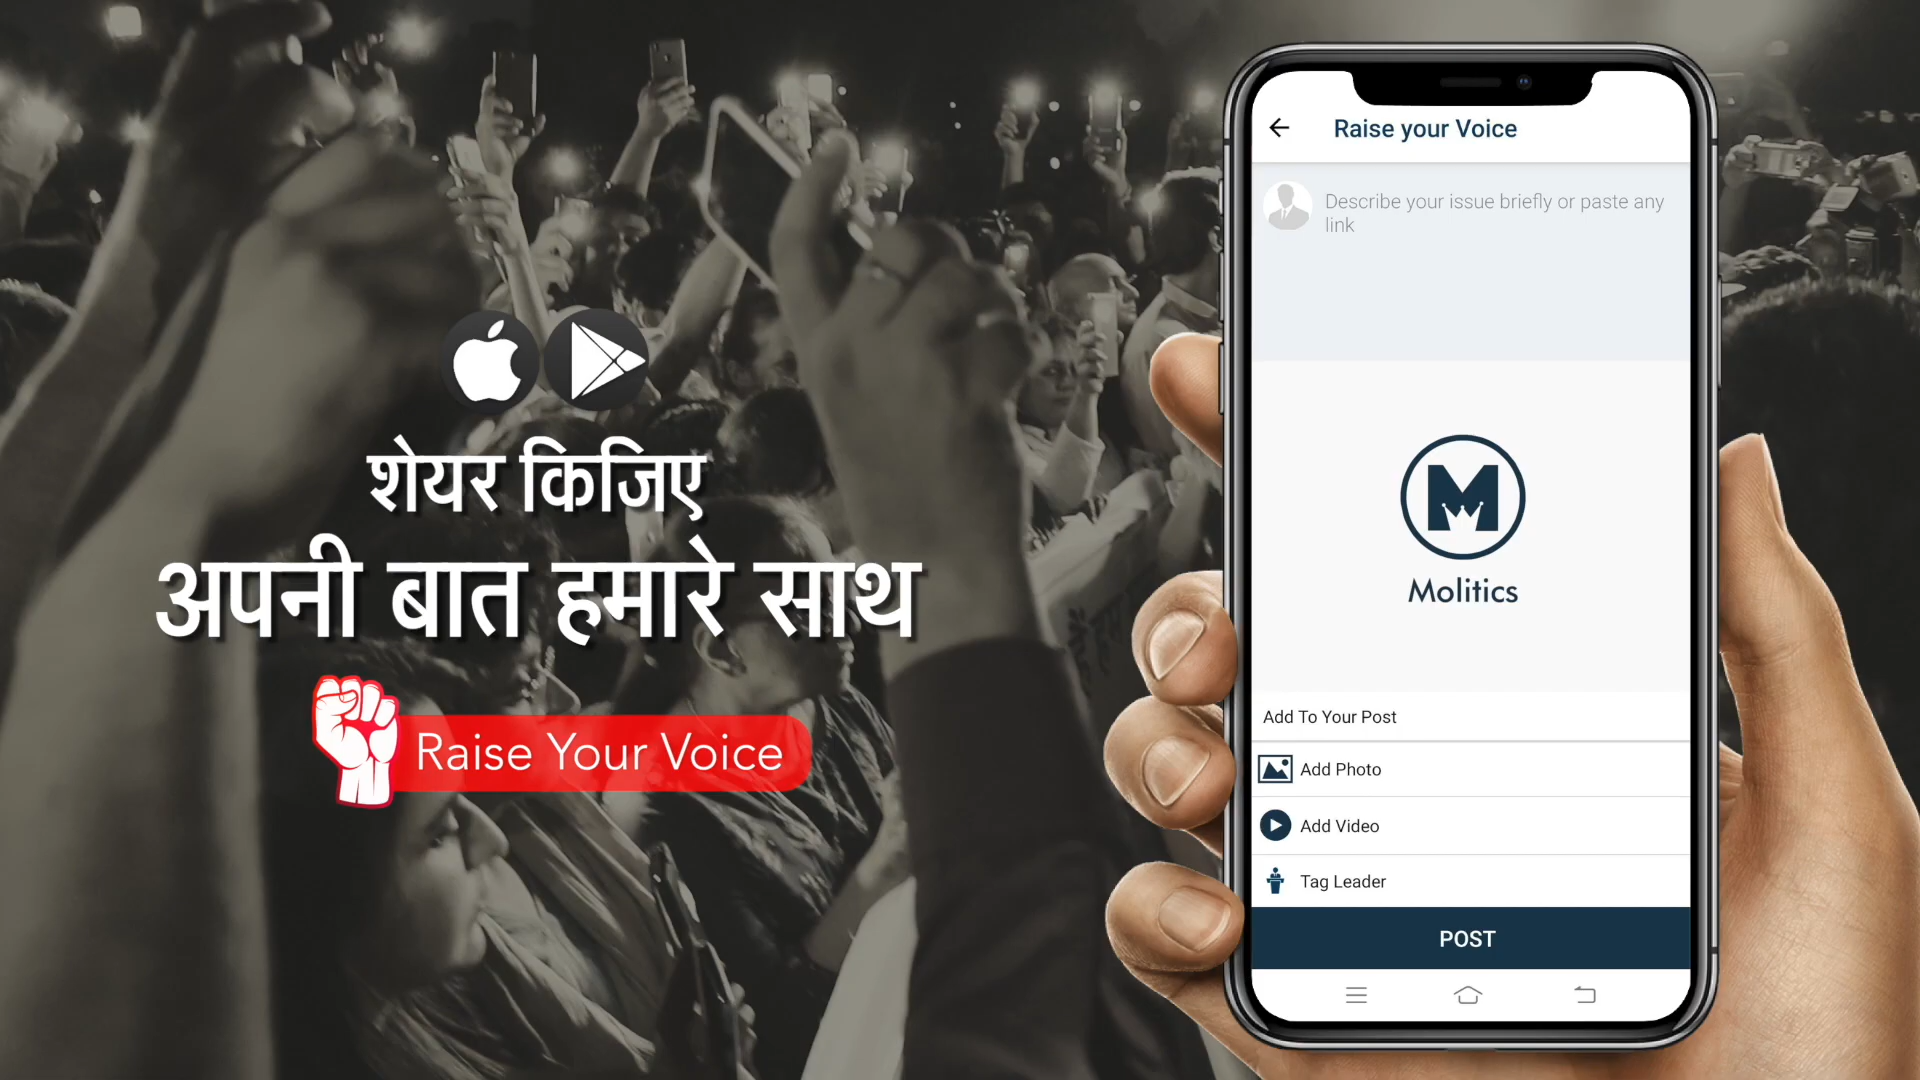 शेयर किजिए
अपनी बात हमारे साथ
Raise Your Voice
Raise your Voice
Describe your issue briefly or paste any
link
Molitics
Add To Your Post
Add Photo
Add Video
Tag Leader
POST